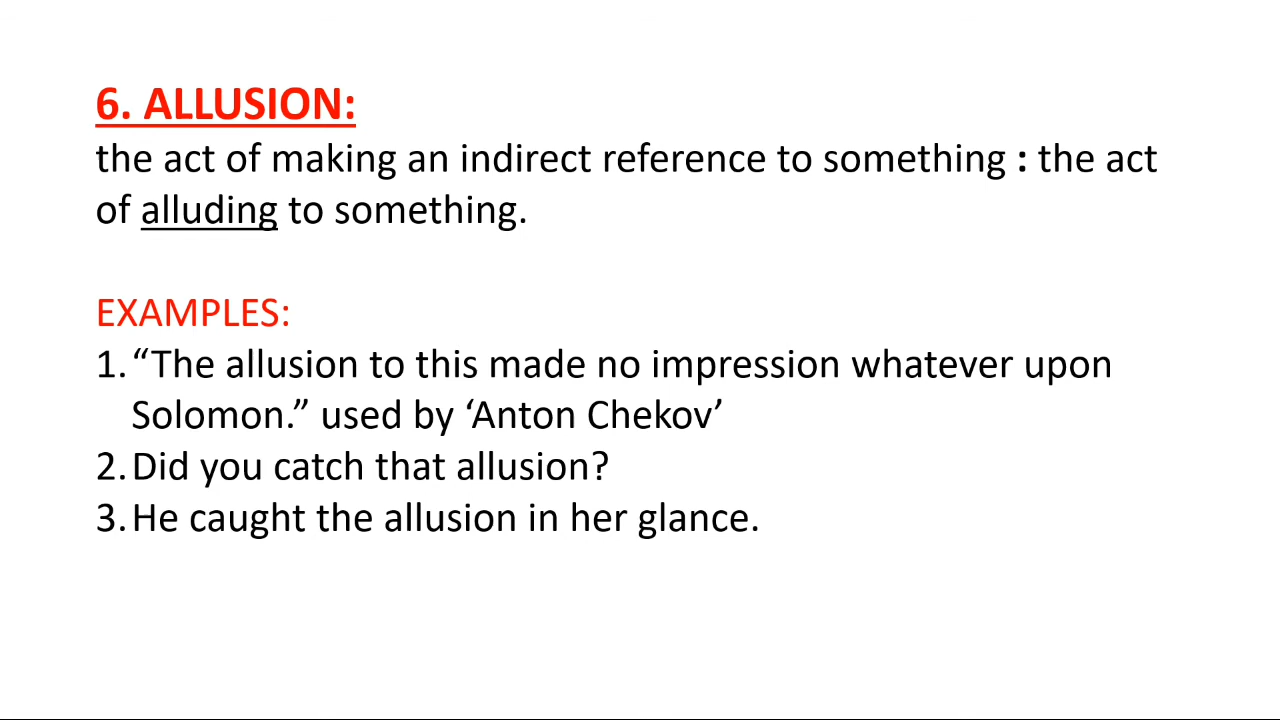 6. ALLUSION:
the act of making an indirect reference to something : the act
of alluding to something.
EXAMPLES:
1. “The allusion to this made no impression whatever upon
Solomon.” used by ‘Anton Chekov’
2. Did you catch that allusion?
3. He caught the allusion in her glance.